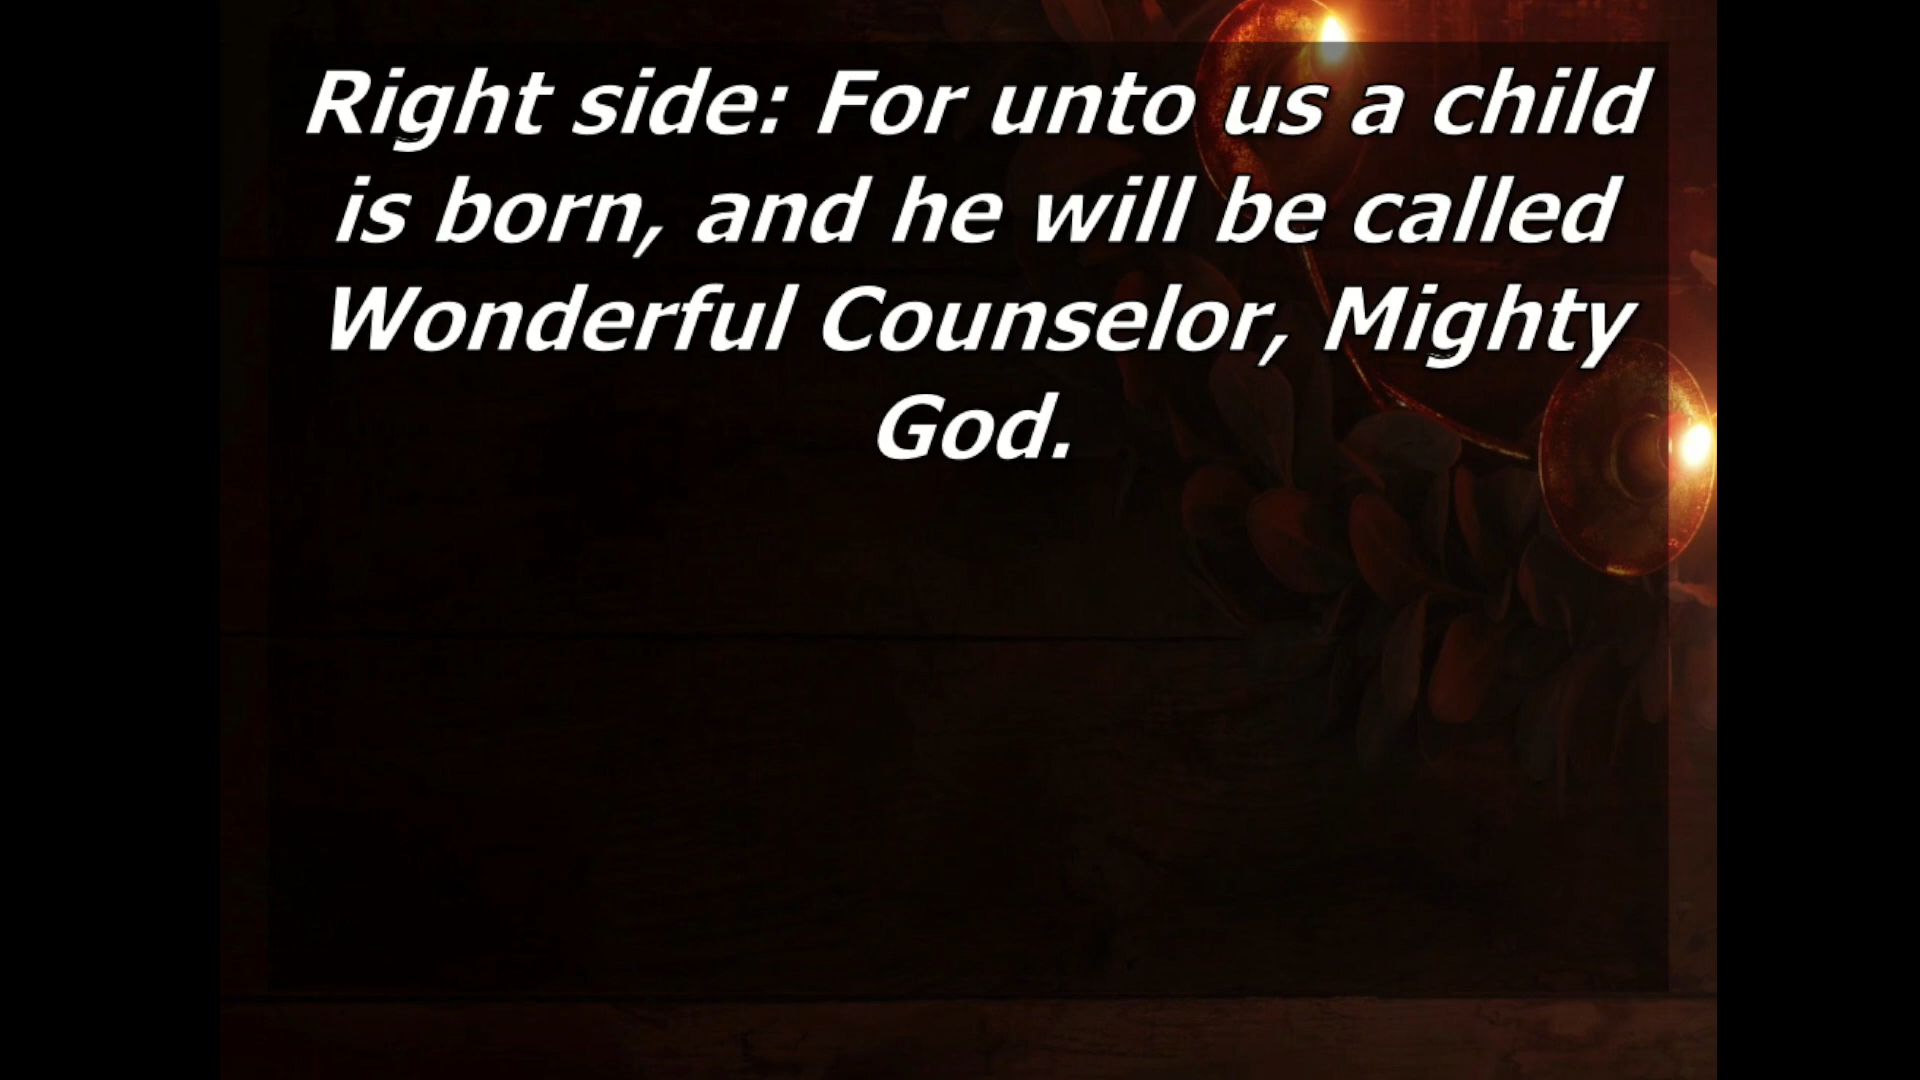 Right side: For unto us a child
is born, and he will be called
Wonderful Counselor, Mighty
God.